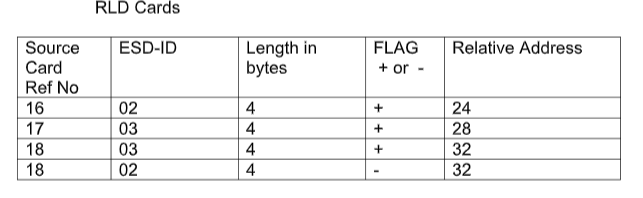 RLD Cards
Source Card Ref No ESD-ID Length in bytes FLAG + or - Relative Address
16 02 4 + 24
17 03 4 + 28
18 03 4 + 32
18 02 4 - 32